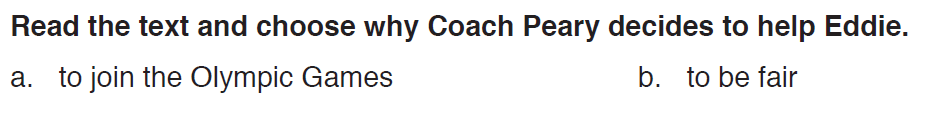 Read the text and choose why Coach Peary decides to help Eddie.
a. to join the Olympic Games b. to be fair